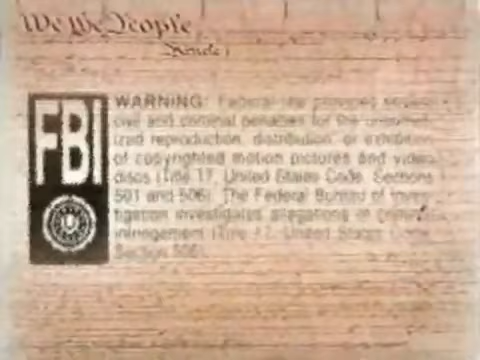 We the People
Article I
FBI
WARNING: Federal law provides severe
civil and criminal penalties for the unauthor-
ized reproduction, distribution, or exhibition
of copyrighted motion pictures and video
discs (Title 17, United States Code, Sections
501 and 506). The Federal Bureau of Inves-
tigation investigates allegations of criminal
infringement (Title 17, United States Code,
Section 506).